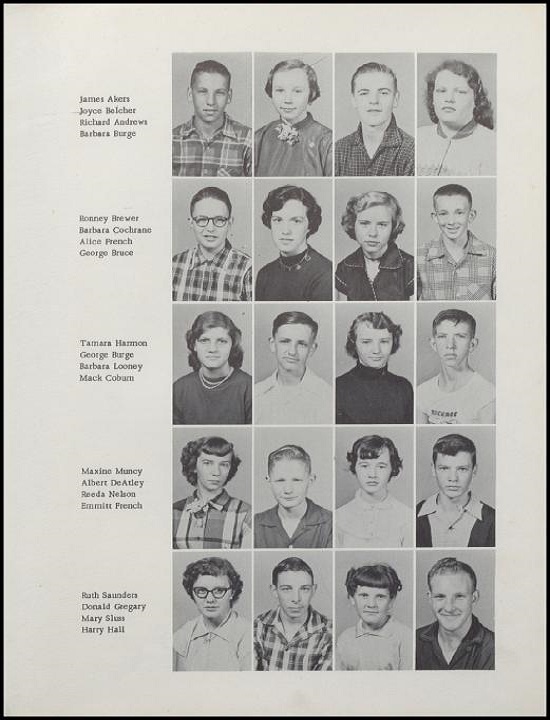 James Akers
Joyce Belcher
Richard Andrews
Barbara Burge
Ronney Brewer
Barbara Cochrane
Alice French
George Bruce
Tamara Harmon
George Burge
Barbara Looney
Mack Coburn
Maxine Muncy
Albert DeAtley
Reeda Nelson
Emmitt French
Ruth Saunders
Donald Gregary
Mary Sluss
Harry Hall